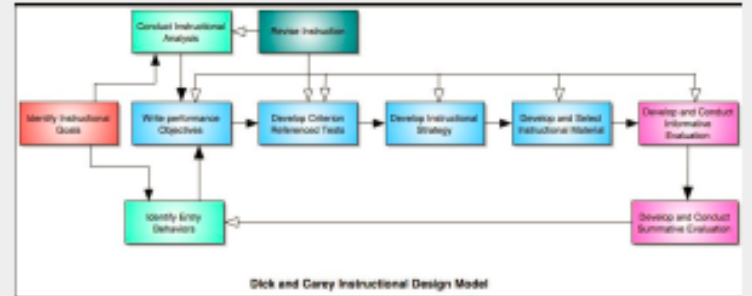 Conduct Instructional
Analysis
Revise Instruction
Identify Instructional
Goals
Write performance
Objectives
Develop Criterion
Referenced Tests
Develop Instructional
Strategy
Develop and Select
Instructional Material
Develop and Conduct
Informative
Evaluation
Identify Entry
Behaviors
Develop and Conduct
Summative Evaluation
Dick and Carey Instructional Design Model